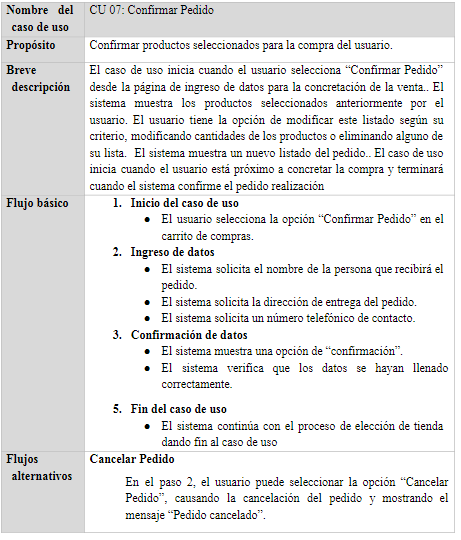 Nombre del CU 07: Confirmar Pedido
caso de uso
Propósito Confirmar productos seleccionados para la compra del usuario.
Breve El caso de uso inicia cuando el usuario selecciona “Confirmar Pedido”
descripción desde la página de ingreso de datos para la concretación de la venta.. El
sistema muestra los productos seleccionados anteriormente por el
usuario. El usuario tiene la opción de modificar este listado según su
criterio, modificando cantidades de los productos o eliminando alguno de
su lista. El sistema muestra un nuevo listado del pedido.. El caso de uso
inicia cuando el usuario está próximo a concretar la compra y terminará
cuando el sistema confirme el pedido realización
Flujo básico 1. Inicio del caso de uso
● El usuario selecciona la opción “Confirmar Pedido” en el
carrito de compras.
2. Ingreso de datos
● El sistema solicita el nombre de la persona que recibirá el
pedido.
● El sistema solicita la dirección de entrega del pedido.
● El sistema solicita un número telefónico de contacto.
3. Confirmación de datos
● El sistema muestra una opción de “confirmación”.
● El sistema verifica que los datos se hayan llenado
correctamente.
5. Fin del caso de uso
● El sistema continúa con el proceso de elección de tienda
dando fin al caso de uso
Flujos Cancelar Pedido
alternativos
En el paso 2, el usuario puede seleccionar la opción “Cancelar
Pedido”, causando la cancelación del pedido y mostrando el
mensaje “Pedido cancelado”.